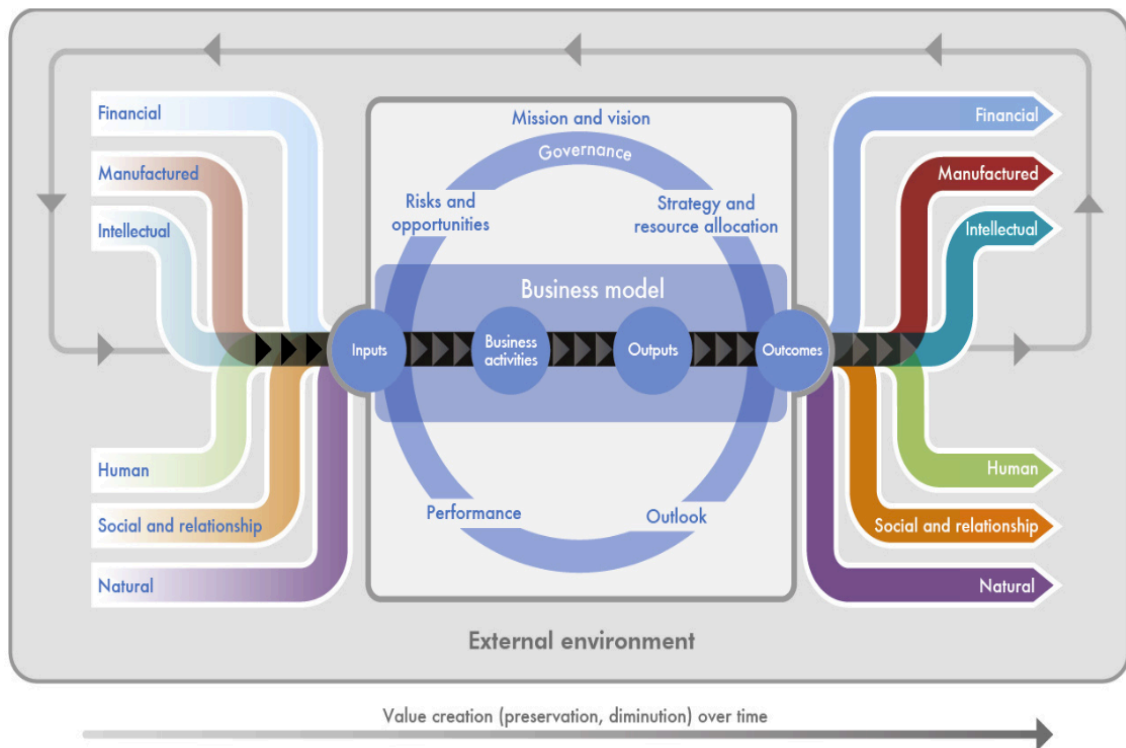 Financial
Manufactured
Intellectual
Human
Social and relationship
Natural
Mission and vision
Governance
Risks and
opportunities
Strategy and
resource allocation
Business model
Inputs
Business
activities
Outputs
Outcomes
Performance
Outlook
Financial
Manufactured
Intellectual
Human
Social and relationship
Natural
External environment
Value creation (preservation, diminution) over time